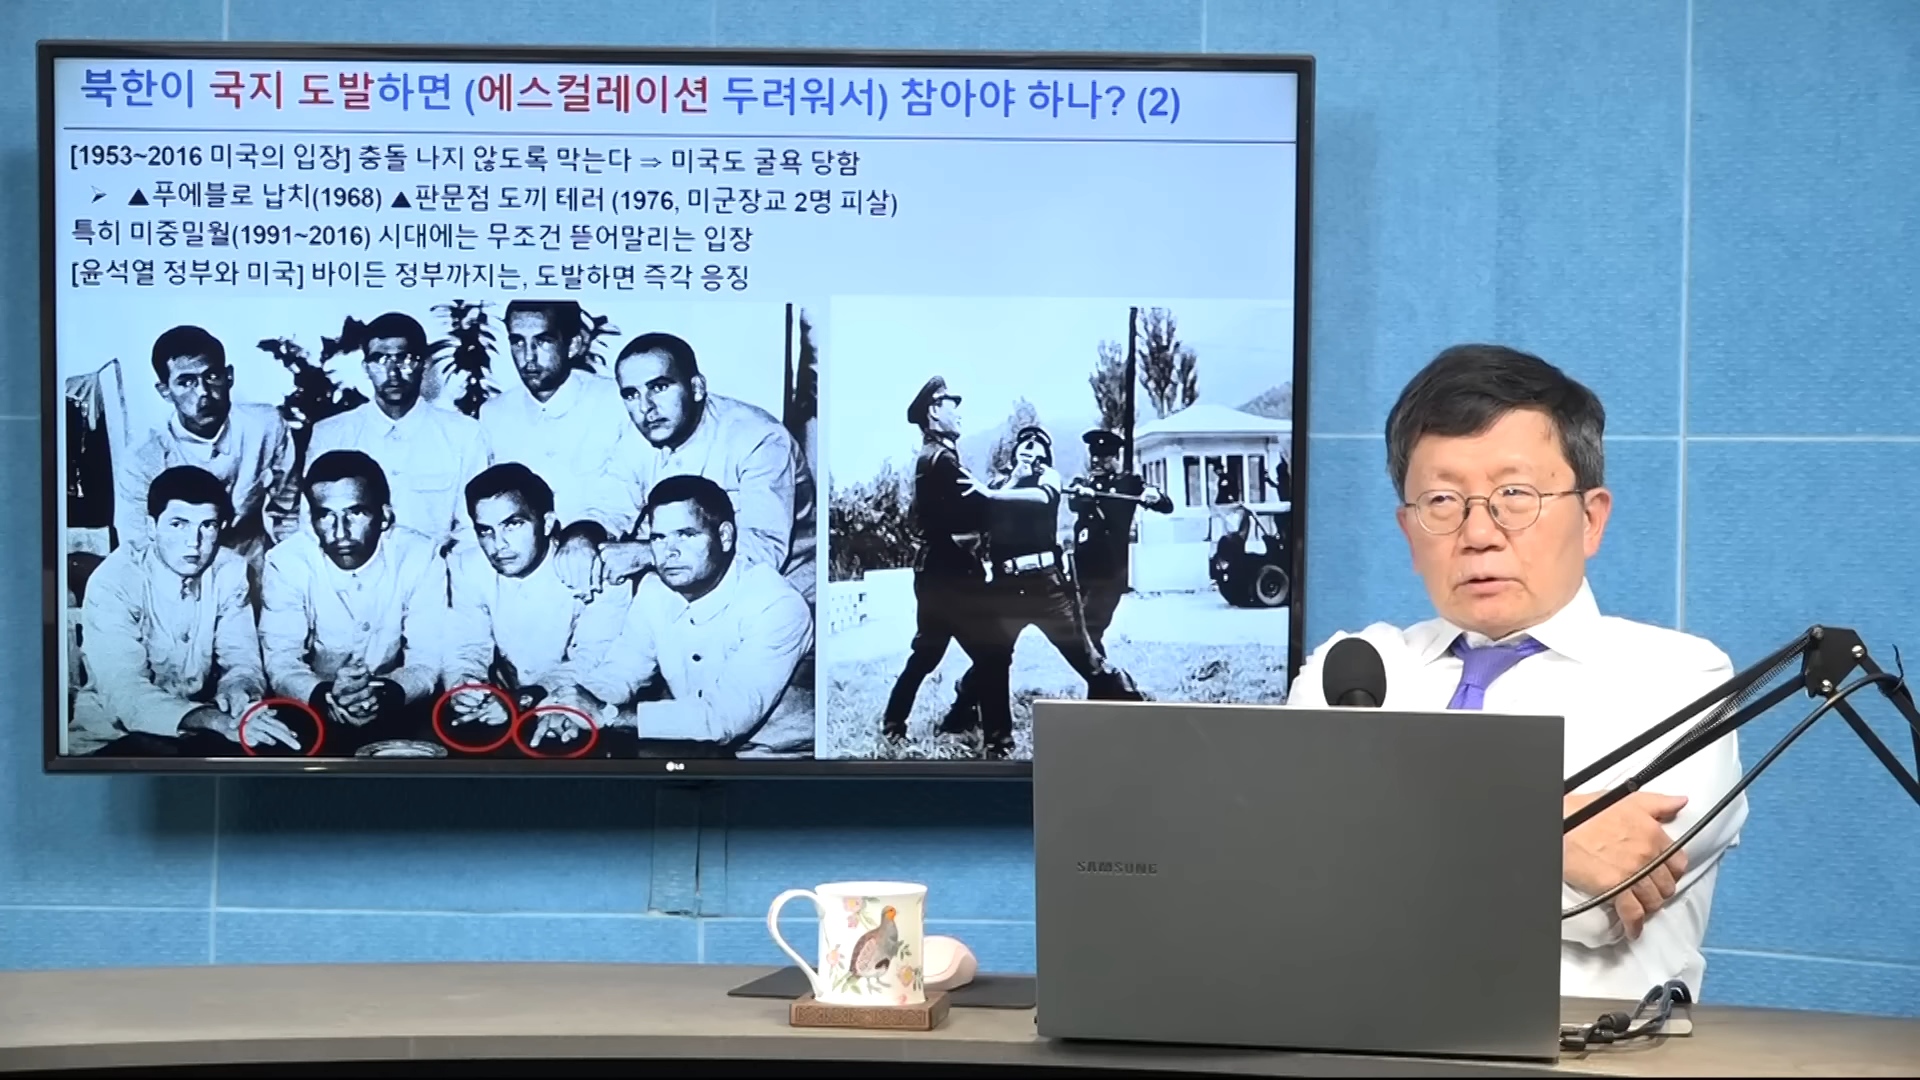 북한이 국지 도발하면 (에스컬레이션 두려워서) 참아야 하나? (2)
[1953~2016 미국의 입장] 충돌 나지 않도록 막는다 ⇒ 미국도 굴욕 당함
➢ ▲푸에블로 납치(1968) ▲판문점 도끼 테러 (1976, 미군장교 2명 피살)
특히 미중밀월(1991~2016) 시대에는 무조건 뜯어말리는 입장
[윤석열 정부와 미국] 바이든 정부까지는, 도발하면 즉각 응징
LG
SAMSUNG